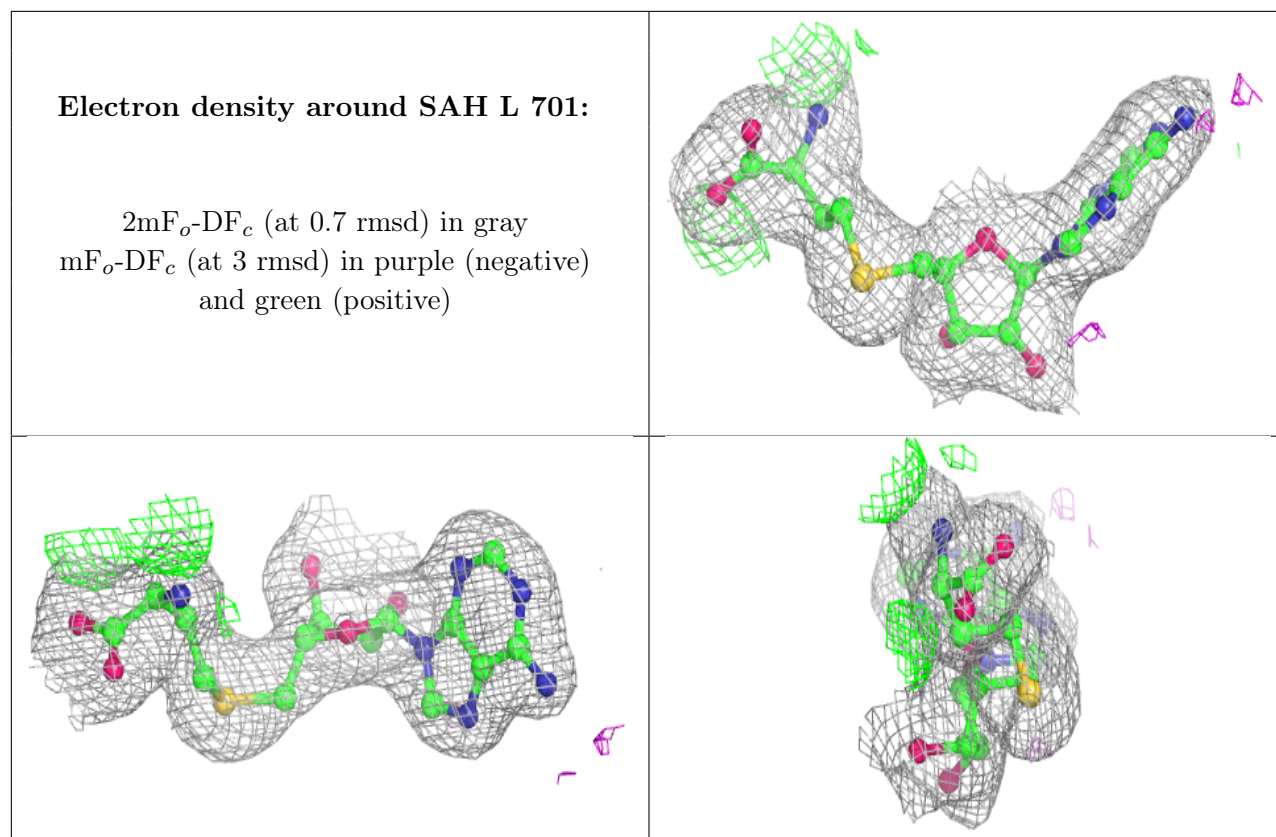 Electron density around SAH L 701:
2mFo-DFc (at 0.7 rmsd) in gray
mFo-DFc (at 3 rmsd) in purple (negative)
and green (positive)